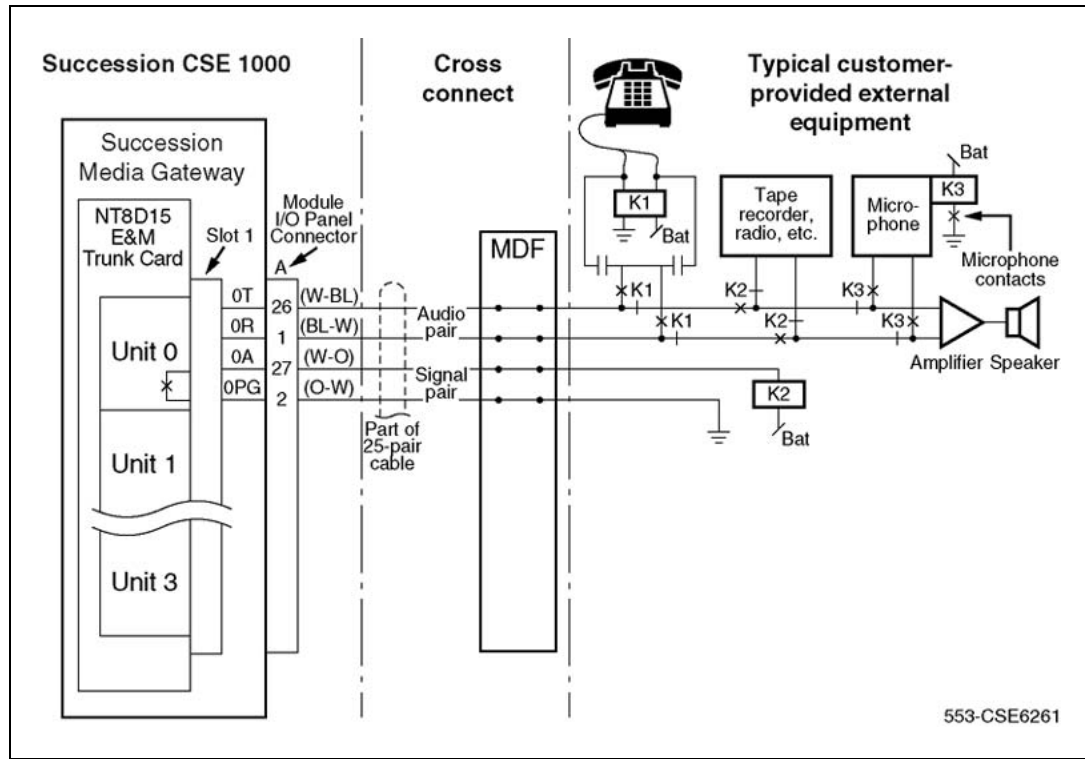 Succession CSE 1000
Cross
connect
Typical customer-
provided external
equipment
Succession
Media Gateway
NT8D15
E&M
Trunk Card
Slot 1
Module
I/O Panel
Connector
A
Unit 0
Unit 1
Unit 3
0T
26
(W-BL)
0R
1
(BL-W)
0A
27
(W-O)
0PG
2
(O-W)
Audio
pair
Signal
pair
Part of
25-pair
cable
MDF
K1
Bat
K1
K1
Tape
recorder,
radio, etc.
K2
K2
K2
Bat
Micro-
phone
K3
Bat
Microphone
contacts
K3
K3
Amplifier
Speaker
553-CSE6261